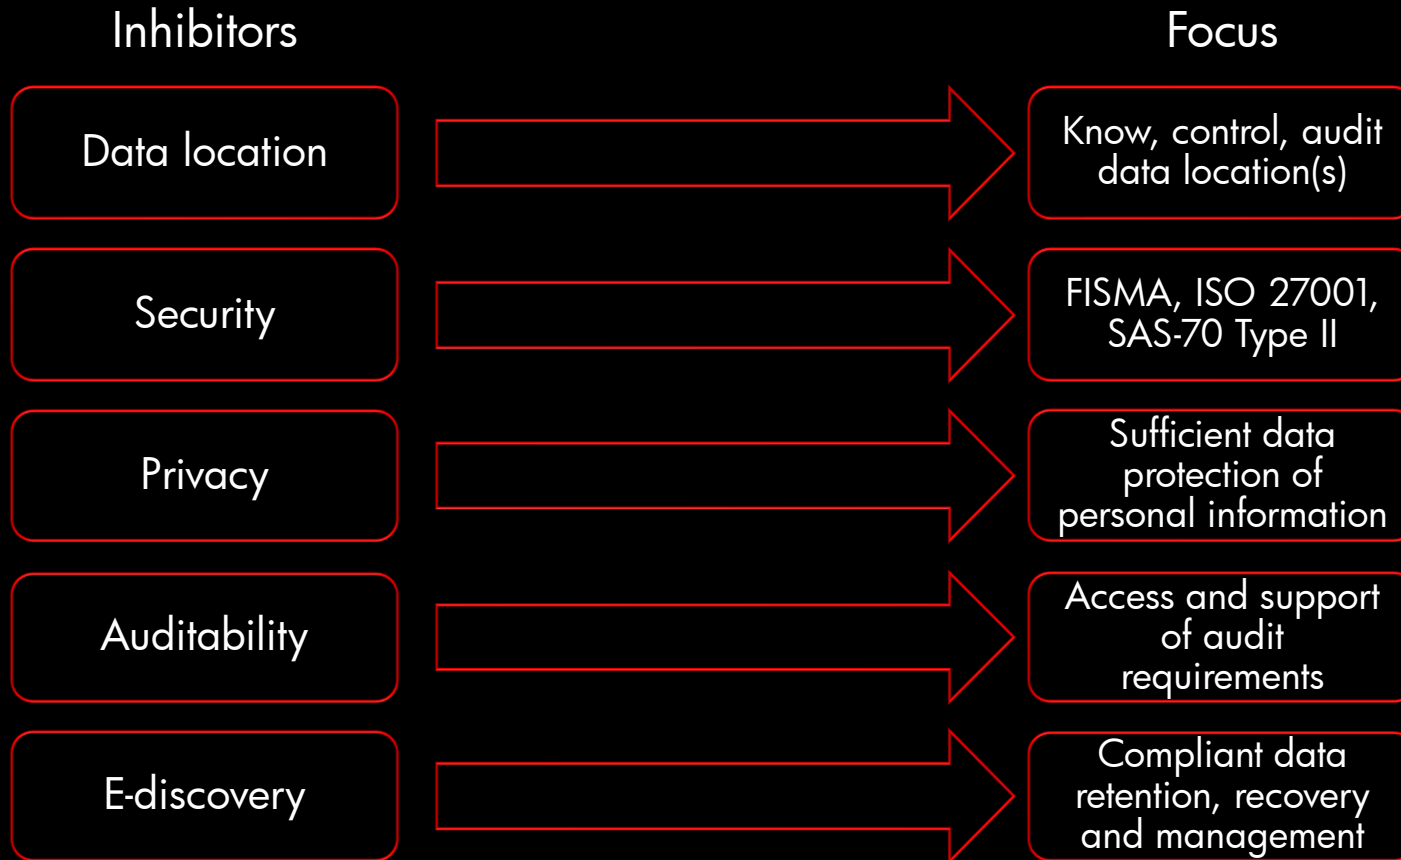 Inhibitors
Focus
Data location
Know, control, audit
data location(s)
Security
FISMA, ISO 27001,
SAS-70 Type II
Privacy
Sufficient data
protection of
personal information
Auditability
Access and support
of audit
requirements
E-discovery
Compliant data
retention, recovery
and management